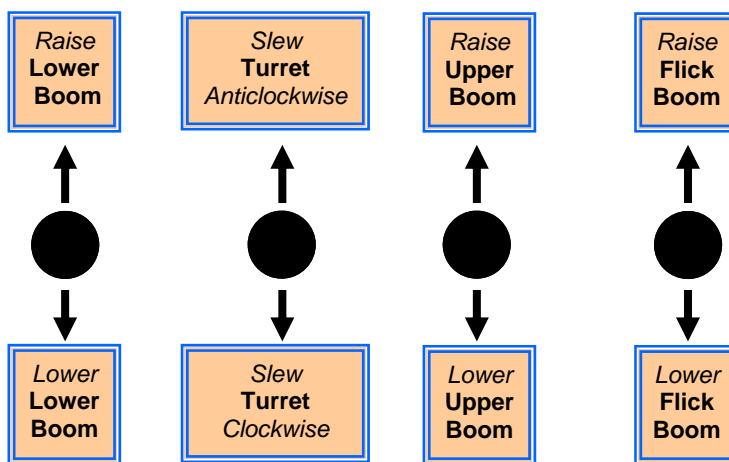 Raise
Lower
Boom
Slew
Turret
Anticlockwise
Raise
Upper
Boom
Raise
Flick
Boom
Lower
Lower
Boom
Slew
Turret
Clockwise
Lower
Upper
Boom
Lower
Flick
Boom